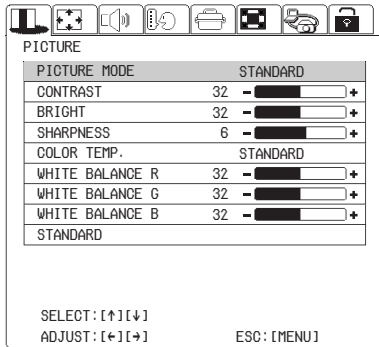 PICTURE
PICTURE MODE STANDARD
CONTRAST 32 - +
BRIGHT 32 - +
SHARPNESS 6 - +
COLOR TEMP. STANDARD
WHITE BALANCE R 32 - +
WHITE BALANCE G 32 - +
WHITE BALANCE B 32 - +
STANDARD
SELECT:[↑][↓]
ADJUST:[←][→] ESC:[MENU]